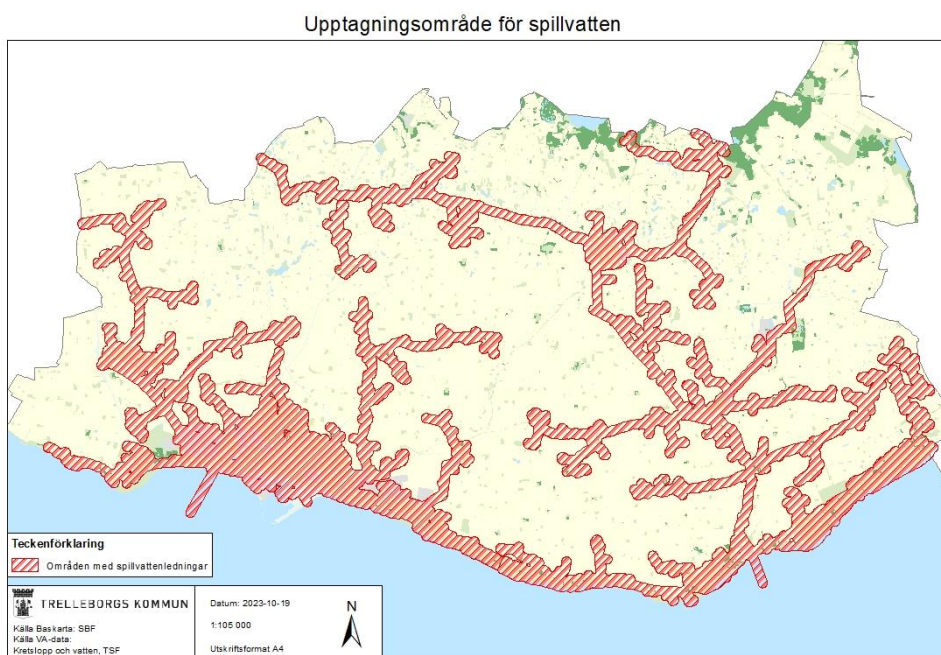 Upptagningsområde för spillvatten
Teckenförklaring
Områden med spillvattenledningar
TRELLEBORGS KOMMUN
Källa Baskarta: SBF
Källa VA-data:
Kretslopp och vatten, TSF
Datum: 2023-10-19
1:105 000
Utskriftsformat A4
N